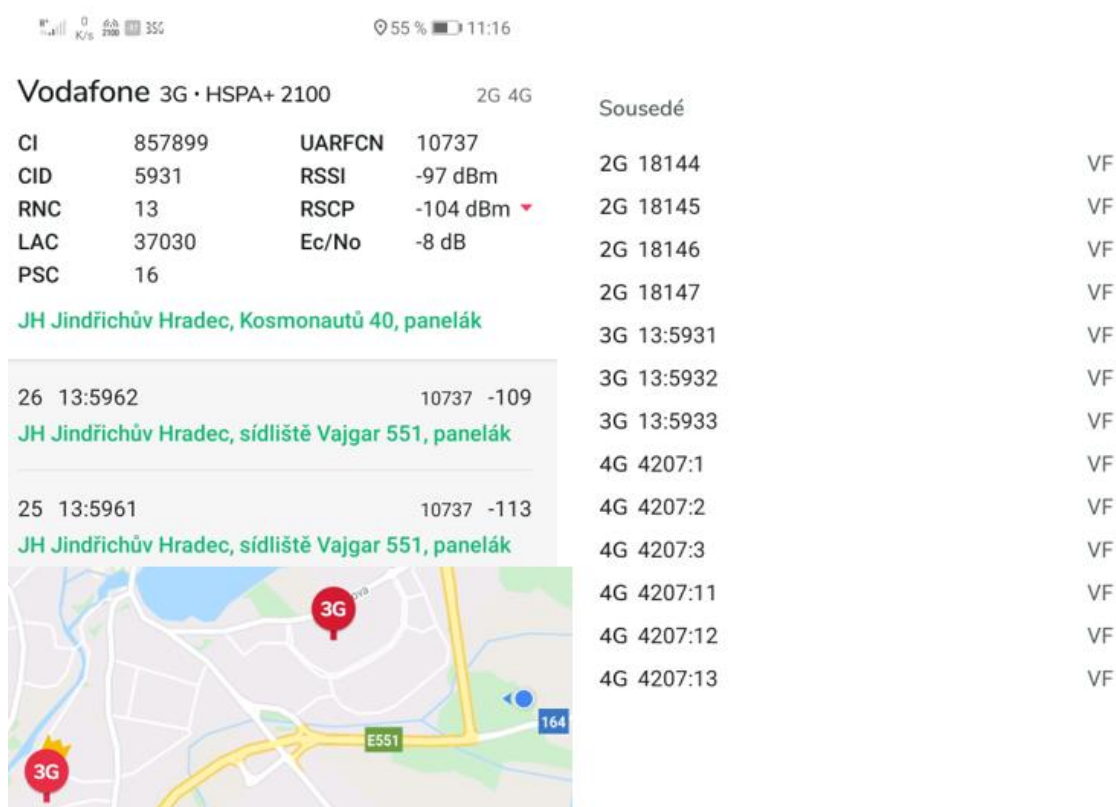 0 K/s 2100 35G 55 % 11:16
Vodafone 3G · HSPA+ 2100 2G 4G
CI 857899 UARFCN 10737
CID 5931 RSSI -97 dBm
RNC 13 RSCP -104 dBm
LAC 37030 Ec/No -8 dB
PSC 16
JH Jindřichův Hradec, Kosmonautů 40, panelák
26 13:5962 10737 -109
JH Jindřichův Hradec, sídliště Vajgar 551, panelák
25 13:5961 10737 -113
JH Jindřichův Hradec, sídliště Vajgar 551, panelák
3G
ova
164
E551
3G
Sousedé
2G 18144 VF
2G 18145 VF
2G 18146 VF
2G 18147 VF
3G 13:5931 VF
3G 13:5932 VF
3G 13:5933 VF
4G 4207:1 VF
4G 4207:2 VF
4G 4207:3 VF
4G 4207:11 VF
4G 4207:12 VF
4G 4207:13 VF